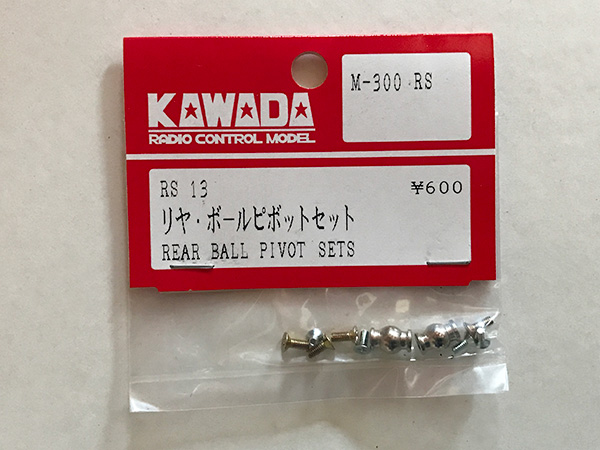 KAWADA
RADIO CONTROL MODEL
M-300 RS
RS 13
¥600
リヤ・ボールピボットセット
REAR BALL PIVOT SETS